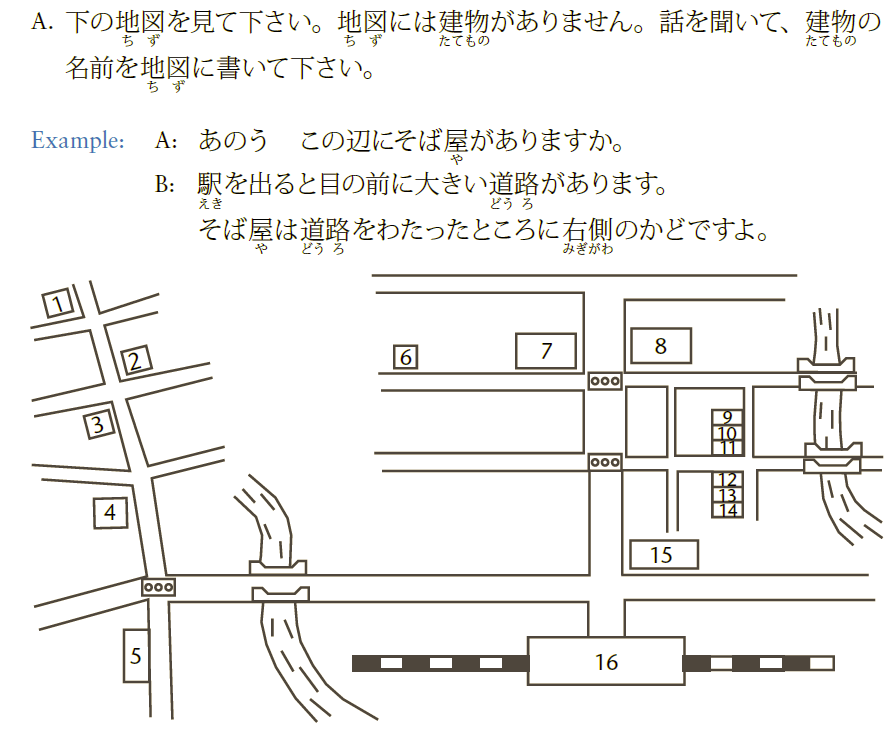 A. 下の地図を見て下さい。地図には建物がありません。話を聞いて、建物の
ち ず ち ず たてもの たてもの
名前を地図に書いて下さい。
ち ず
Example: A: あのう　この辺にそば屋がありますか。
や
B: 駅を出ると目の前に大きい道路があります。
えき どう ろ
そば屋は道路をわたったところに右側のかどですよ。
や どう ろ みぎがわ
1
2
3
4
5
6
7
8
9
10
11
12
13
14
15
16